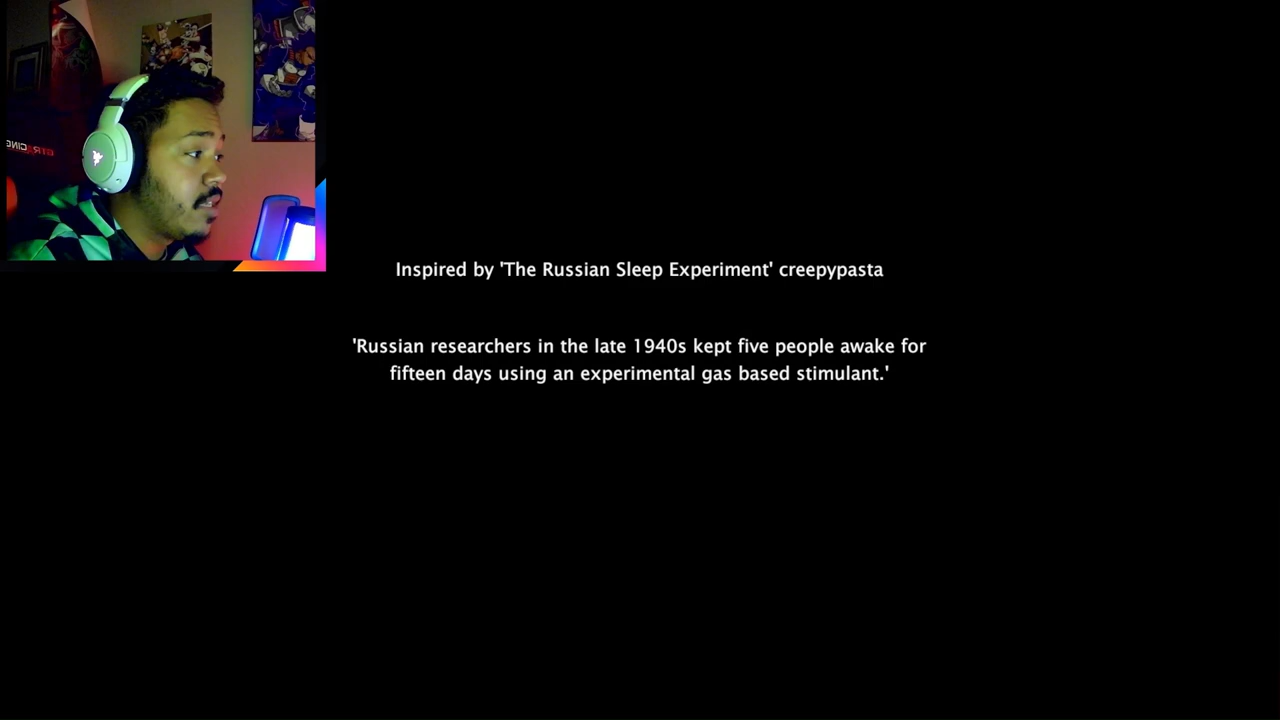 GTRACING
Inspired by 'The Russian Sleep Experiment' creepypasta
'Russian researchers in the late 1940s kept five people awake for
fifteen days using an experimental gas based stimulant.'